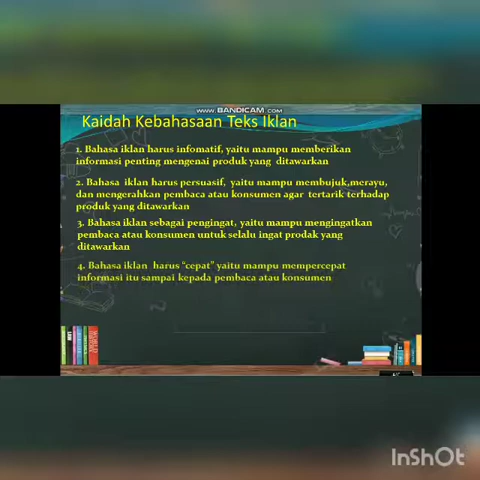 www.BANDICAM.COM
Kaidah Kebahasaan Teks Iklan
1. Bahasa iklan harus infomatif, yaitu mampu memberikan
informasi penting mengenai produk yang ditawarkan
2. Bahasa iklan harus persuasif, yaitu mampu membujuk,merayu,
dan mengerahkan pembaca atau konsumen agar tertarik terhadap
produk yang ditawarkan
3. Bahasa iklan sebagai pengingat, yaitu mampu mengingatkan
pembaca atau konsumen untuk selalu ingat prodak yang
ditawarkan
4. Bahasa iklan harus "cepat" yaitu mampu mempercepat
informasi itu sampai kepada pembaca atau konsumen
InShOt